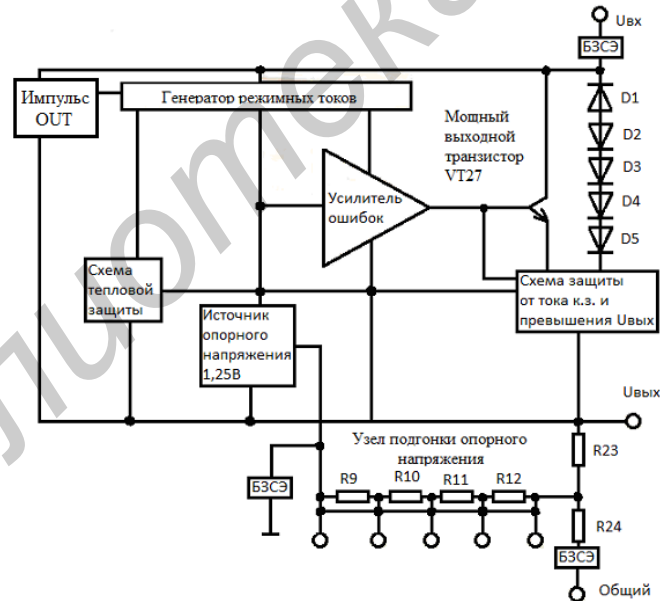 Uвх
БЗСЭ
Импульс
OUT
Генератор режимных токов
D1
D2
D3
D4
D5
Мощный
выходной
транзистор
VT27
Усилитель
ошибок
Схема
тепловой
защиты
Источник
опорного
напряжения
1,25В
Схема защиты
от тока к.з. и
превышения Uвых
Uвых
Узел подгонки опорного
напряжения
R23
БЗСЭ
R9
R10
R11
R12
R24
БЗСЭ
Общий
лиотека